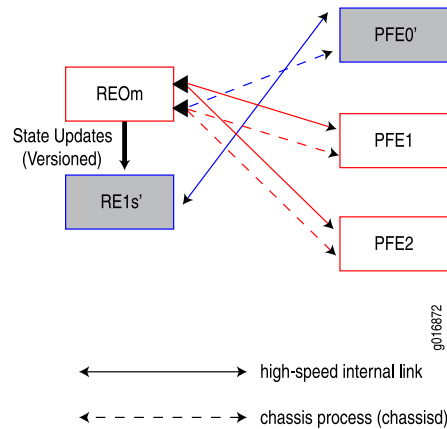 PFE0'
REOm
State Updates
(Versioned)
PFE1
RE1s'
PFE2
g016872
high-speed internal link
chassis process (chassisd)